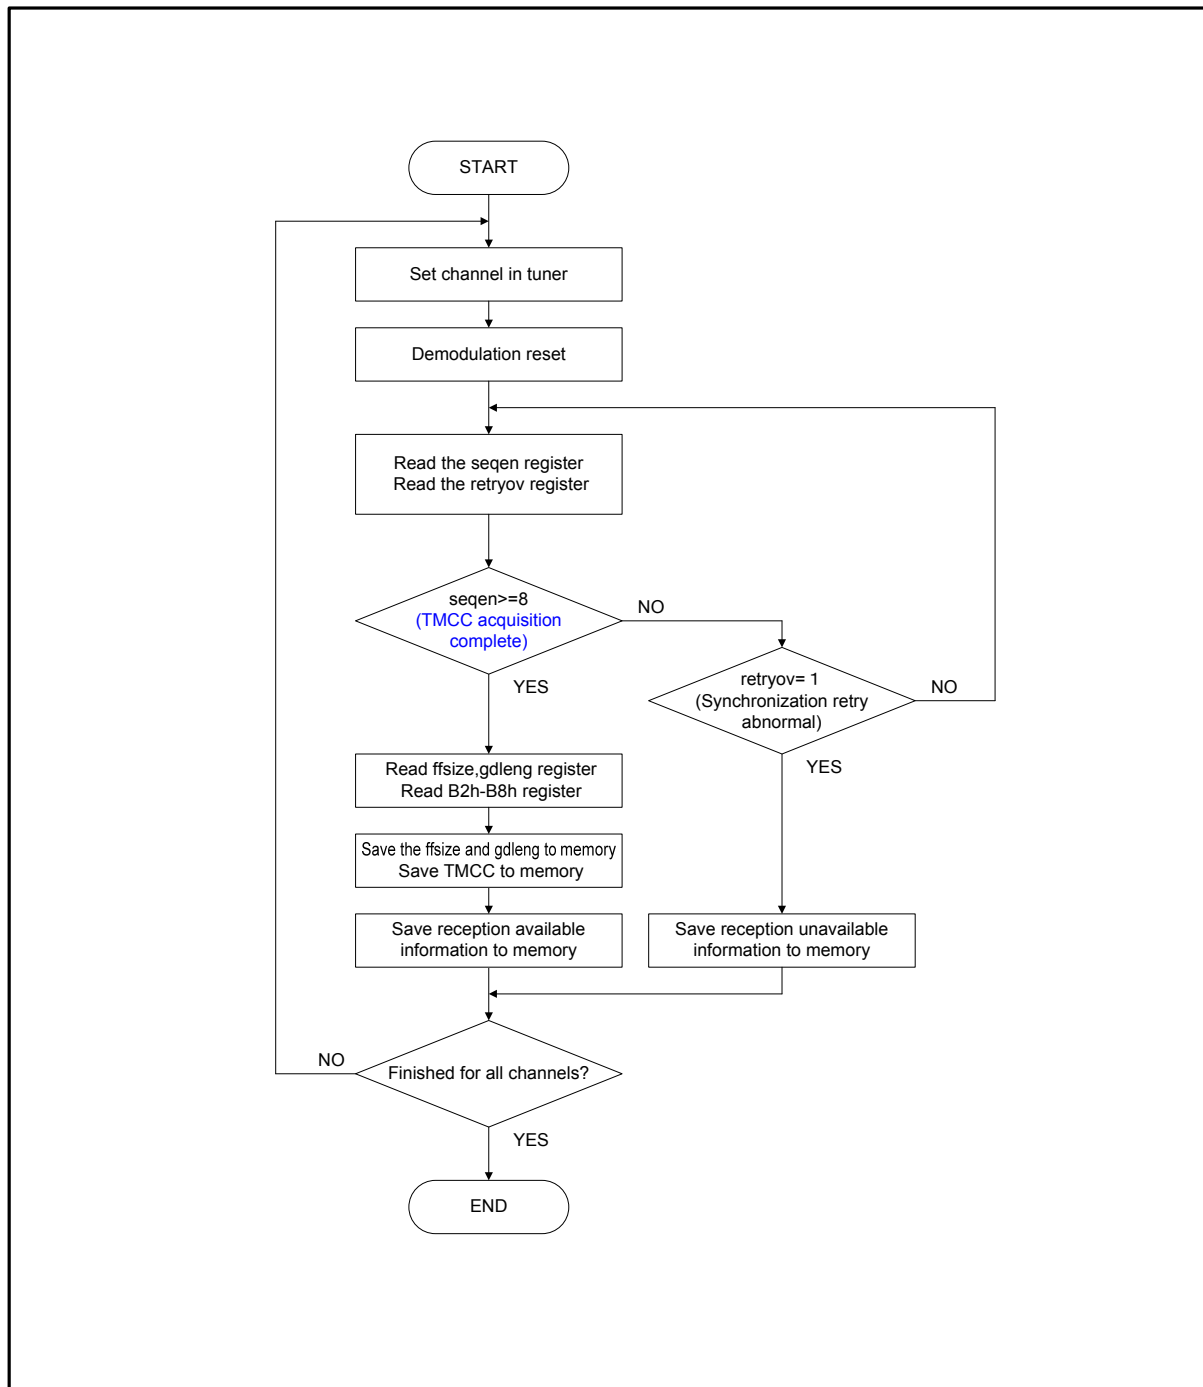 START
Set channel in tuner
Demodulation reset
Read the seqen register
Read the retryov register
seqen>=8
(TMCC acquisition
complete)
NO
YES
retryov= 1
(Synchronization retry
abnormal)
NO
YES
Read ffsize,gdleng register
Read B2h-B8h register
Save the ffsize and gdleng to memory
Save TMCC to memory
Save reception available
information to memory
Save reception unavailable
information to memory
NO
Finished for all channels?
YES
END